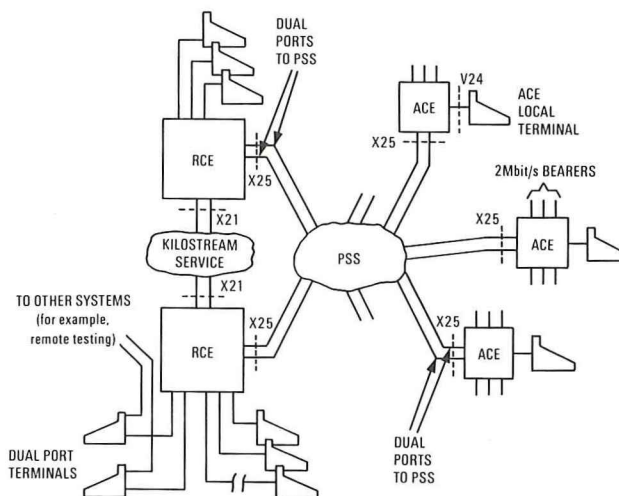 DUAL
PORTS
TO PSS
RCE
X25
X21
KILOSTREAM
SERVICE
X21
RCE
X25
TO OTHER SYSTEMS
(for example,
remote testing)
DUAL PORT
TERMINALS
PSS
V24
ACE
ACE
LOCAL
TERMINAL
X25
2Mbit/s BEARERS
X25
ACE
X25
ACE
DUAL
PORTS
TO PSS